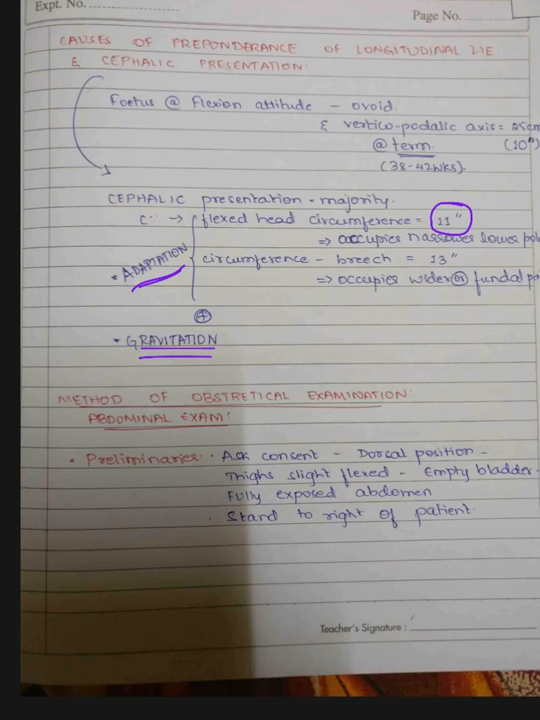 Expt. No.
Page No.
CAUSES OF PREPONDERANCE OF LONGITUDINAL LIE
& CEPHALIC PRESENTATION:
Foetus @ flexion attitude - ovoid.
& vertico-podalic axis = 25cm
@ term. (10")
(38-42wks).
CEPHALIC presentation - majority.
C∵ → flexed head circumference = 11"
⇒ occupies narrower lower pol
* ADAPTATION
circumference - breech = 13"
⇒ occupies wider fundal po
⊕
* GRAVITATION
METHOD OF OBSTRETICAL EXAMINATION:
ABDOMINAL EXAM:
• Preliminaries: • Ask consent - Dorsal position -
Thighs slight flexed - Empty bladder-
Fully exposed abdomen
Stand to right of patient.
Teacher's Signature :